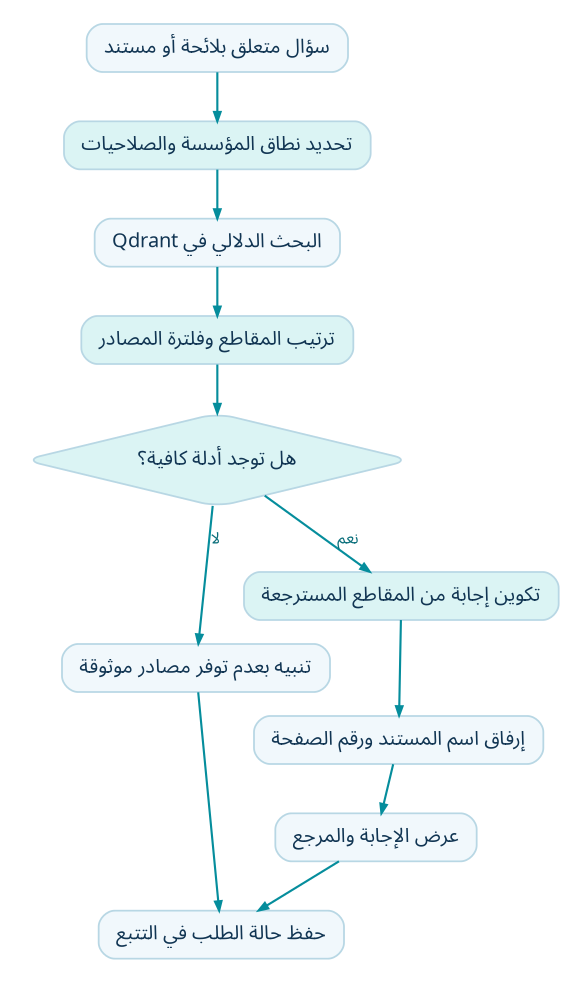 سؤال متعلق بلائحة أو مستند
تحديد نطاق المؤسسة والصلاحيات
البحث الدلالي في Qdrant
ترتيب المقاطع وفلترة المصادر
هل توجد أدلة كافية؟
لا
نعم
تكوين إجابة من المقاطع المسترجعة
تنبيه بعدم توفر مصادر موثوقة
إرفاق اسم المستند ورقم الصفحة
عرض الإجابة والمرجع
حفظ حالة الطلب في التتبع